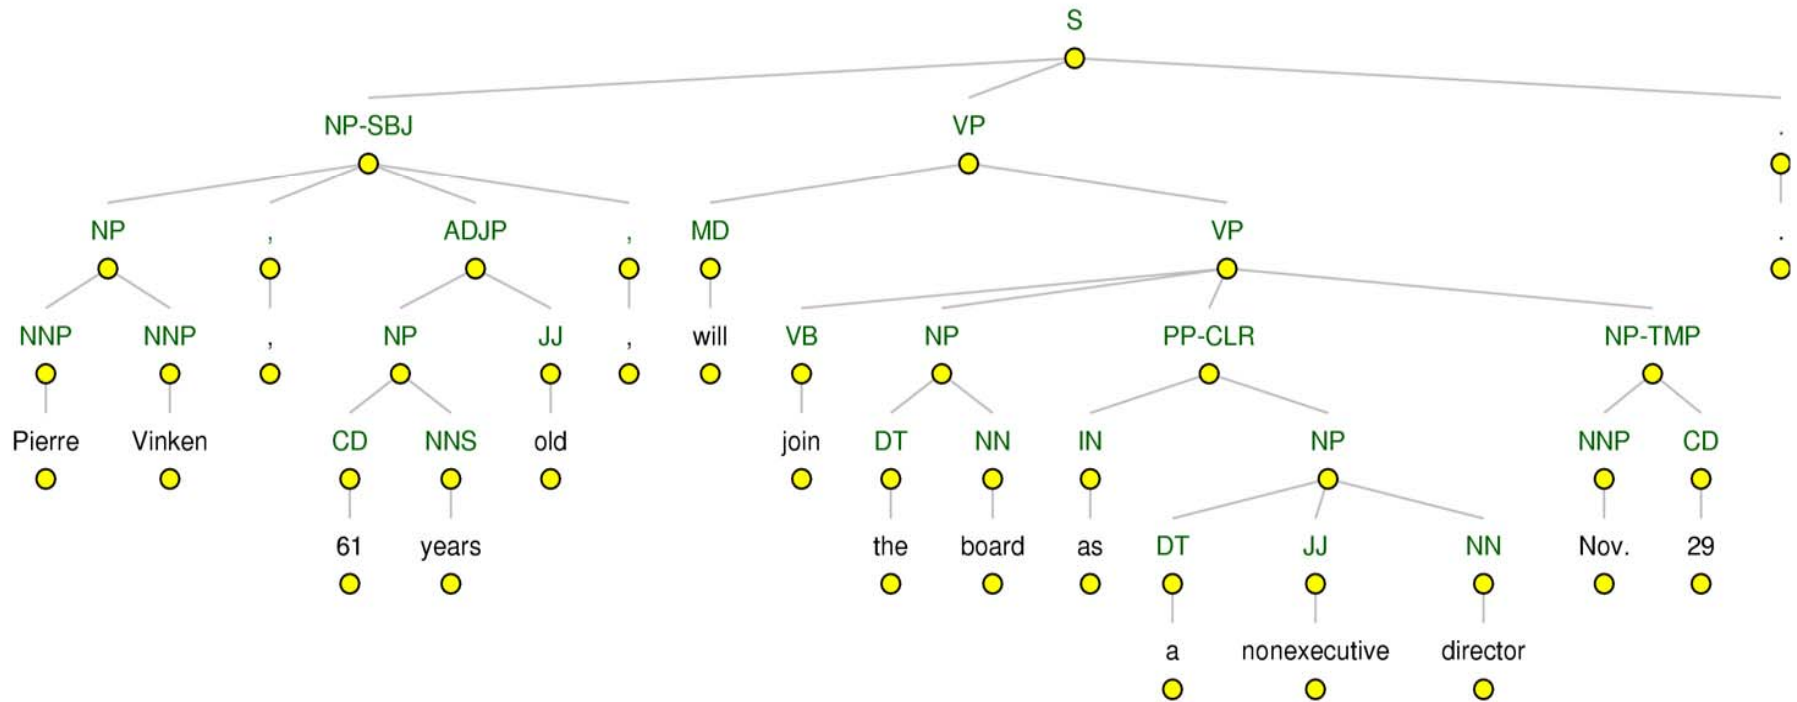 S
NP-SBJ VP .
NP , ADJP , MD VP .
NNP NNP , NP JJ , will VB NP PP-CLR NP-TMP
Pierre Vinken CD NNS old join DT NN IN NP NNP CD
61 years the board as DT JJ NN Nov. 29
a nonexecutive director